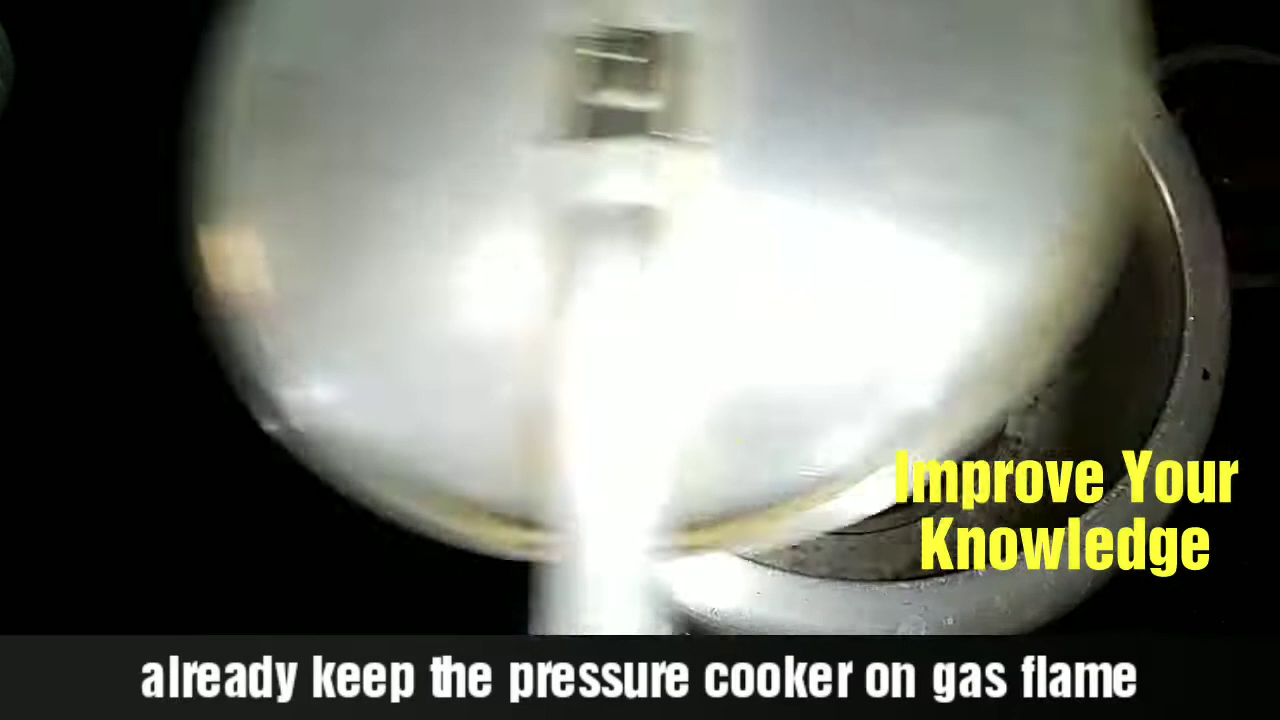 Improve Your
Knowledge
already keep the pressure cooker on gas flame